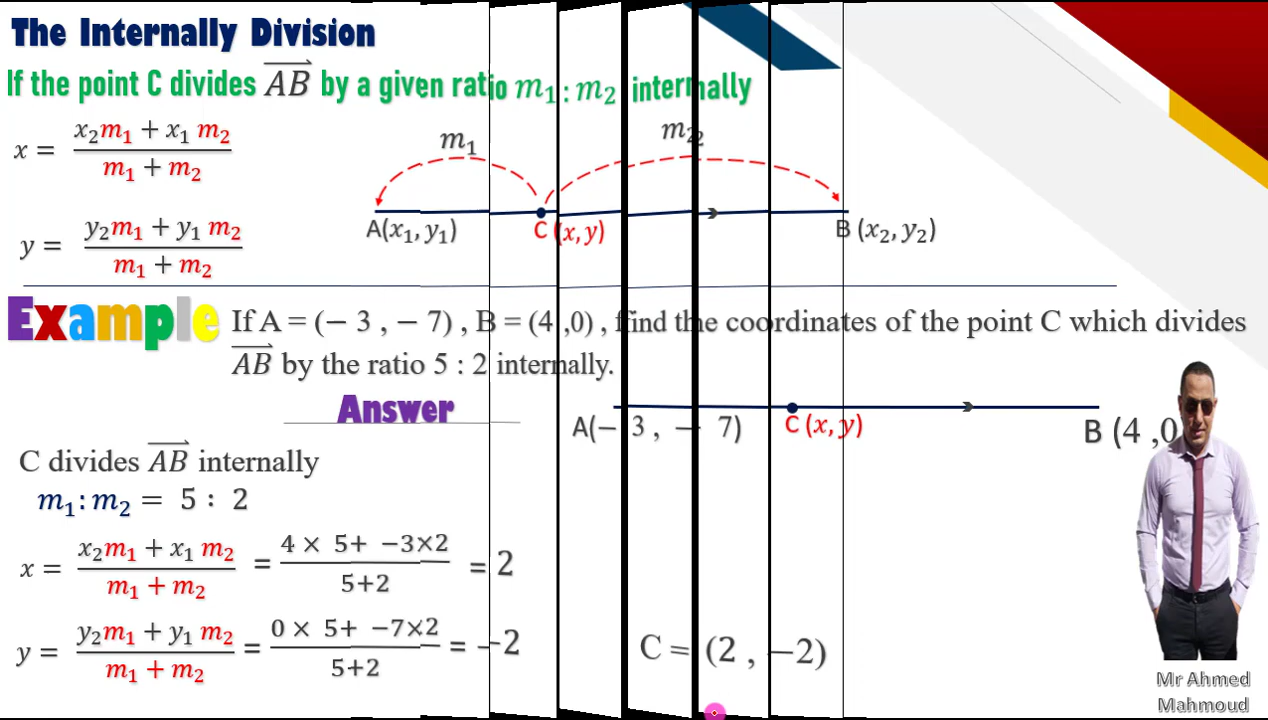 The Internally Division
If the point C divides AB by a given ratio m₁ : m₂ internally
x = (x₂m₁ + x₁ m₂) / (m₁ + m₂)
y = (y₂m₁ + y₁ m₂) / (m₁ + m₂)
m₁
m₂
A(x₁, y₁)
C (x, y)
B (x₂, y₂)
Example
If A = (− 3 , − 7) , B = (4 ,0) , find the coordinates of the point C which divides
AB by the ratio 5 : 2 internally.
Answer
A(− 3 , − 7)
C (x, y)
B (4 ,0
C divides AB internally
m₁: m₂ = 5 : 2
x = (x₂m₁ + x₁ m₂) / (m₁ + m₂) = (4 × 5+ −3×2) / (5+2) = 2
y = (y₂m₁ + y₁ m₂) / (m₁ + m₂) = (0 × 5+ −7×2) / (5+2) = −2
C = (2 , −2)
Mr Ahmed
Mahmoud